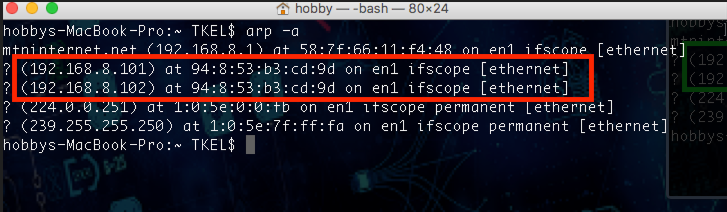 hobby — -bash — 80×24
hobbys-MacBook-Pro:~ TKEL$ arp -a
mtninternet.net (192.168.8.1) at 58:7f:66:11:f4:48 on en1 ifscope [ethernet]
? (192.168.8.101) at 94:8:53:b3:cd:9d on en1 ifscope [ethernet]
? (192.168.8.102) at 94:8:53:b3:cd:9d on en1 ifscope [ethernet]
? (224.0.0.251) at 1:0:5e:0:0:fb on en1 ifscope permanent [ethernet]
? (239.255.255.250) at 1:0:5e:7f:ff:fa on en1 ifscope permanent [ethernet]
hobbys-MacBook-Pro:~ TKEL$
? (192
? (192
? (224
? (239
hobbys